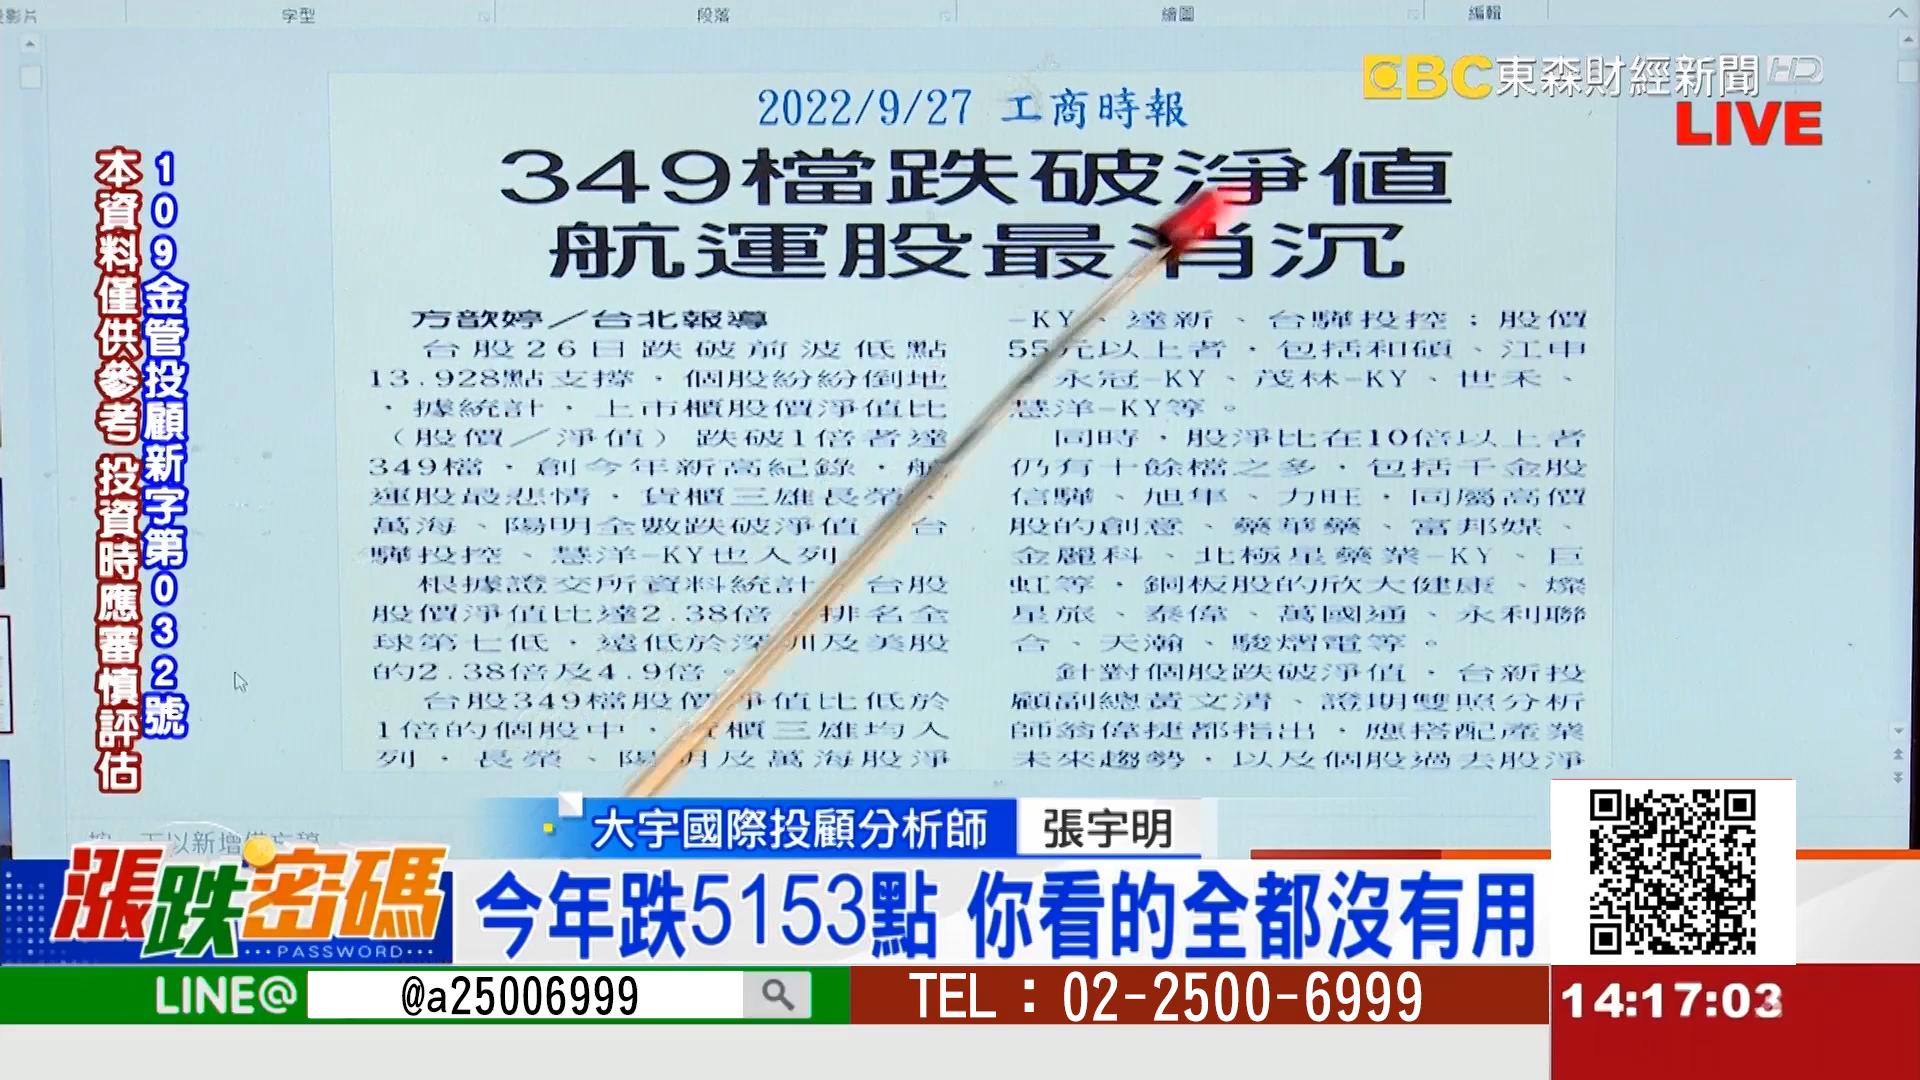 字型
段落
繪圖
編輯
EBC東森財經新聞HD
LIVE
2022/9/27 工商時報
349檔跌破淨值
航運股最消沉
109金管投顧新字第032號
本資料僅供參考 投資時應審慎評估
方歆婷／台北報導
台股26日跌破前波低點
13,928點支撐，個股紛紛倒地
，據統計，上市櫃股價淨值比
（股價／淨值）跌破1倍者達
349檔，創今年新高紀錄，航
運股最悲情，貨櫃三雄長榮、
萬海、陽明全數跌破淨值，台
驊投控、慧洋-KY也入列。
根據證交所資料統計，台股
股價淨值比達2.38倍，排名全
球第七低，遠低於深圳及美股
的2.38倍及4.9倍。
台股349檔股價淨值比低於
1倍的個股中，貨櫃三雄均入
列，長榮、陽明及萬海股淨
-KY、達新、台驊投控；股價
55元以上者，包括和碩、江申
、永冠-KY、茂林-KY、世禾、
慧洋-KY等。
同時，股淨比在10倍以上者
仍有十餘檔之多，包括千金股
信驊、旭隼、力旺，同屬高價
股的創意、藥華藥、富邦媒、
金麗科、北極星藥業-KY、巨
虹等，銅板股的欣大健康、燦
星旅、泰偉、萬國通、永利聯
合、天瀚、駿熠電等。
針對個股跌破淨值，台新投
顧副總黃文清、證期雙照分析
師翁偉捷都指出，應搭配產業
未來趨勢，以及個股過去股淨
大宇國際投顧分析師 張宇明
漲跌密碼
PASSWORD
今年跌5153點 你看的全都沒有用
LINE@ @a25006999
TEL：02-2500-6999
14:17:03